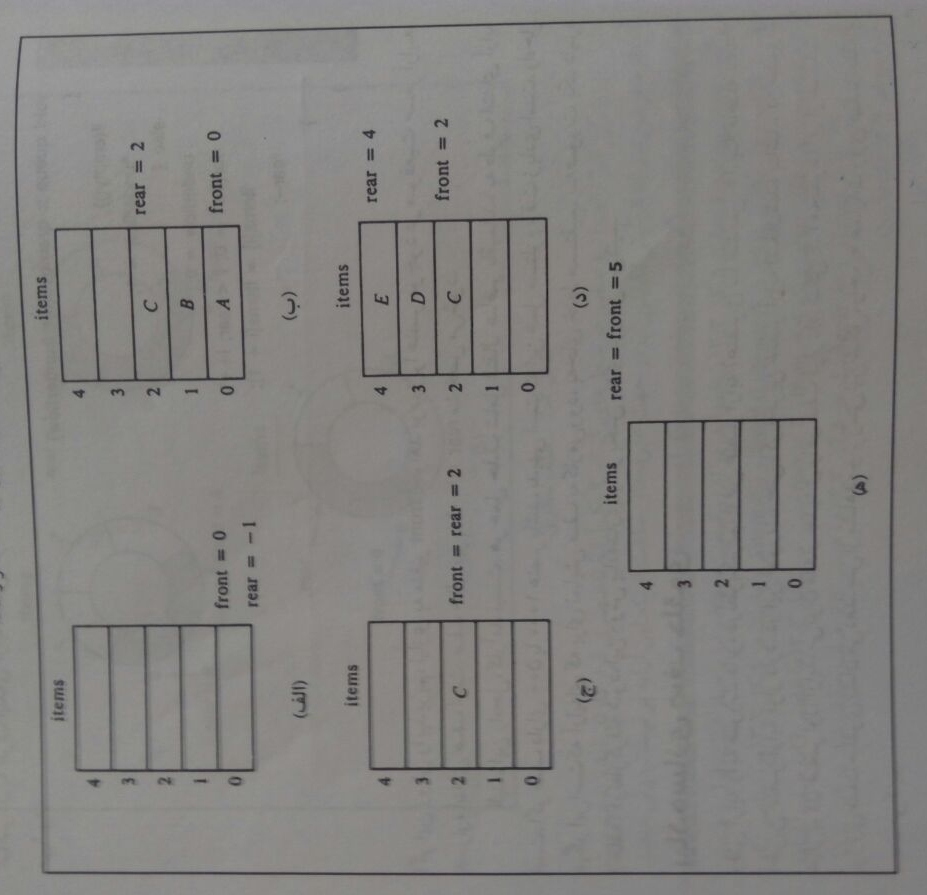 items
4
3
2
1
0
front = 0
rear = −1
(الف)
items
4
3
2 C
1 B
0 A
rear = 2
front = 0
(ب)
items
4
3
2 C
1
0
front = rear = 2
(ج)
items
4 E
3 D
2 C
1
0
rear = 4
front = 2
(د)
items
4
3
2
1
0
rear = front = 5
(ه)